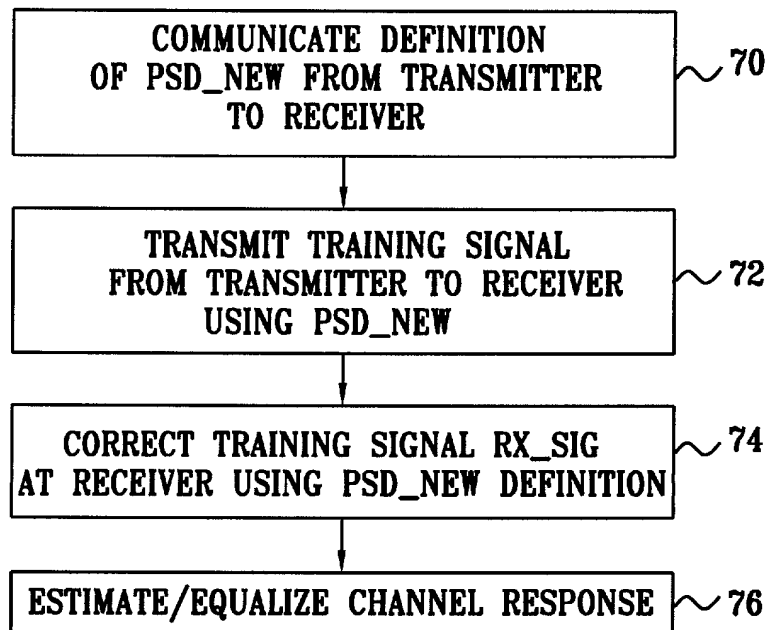 COMMUNICATE DEFINITION
OF PSD_NEW FROM TRANSMITTER
TO RECEIVER
70
TRANSMIT TRAINING SIGNAL
FROM TRANSMITTER TO RECEIVER
USING PSD_NEW
72
CORRECT TRAINING SIGNAL RX_SIG
AT RECEIVER USING PSD_NEW DEFINITION
74
ESTIMATE/EQUALIZE CHANNEL RESPONSE
76